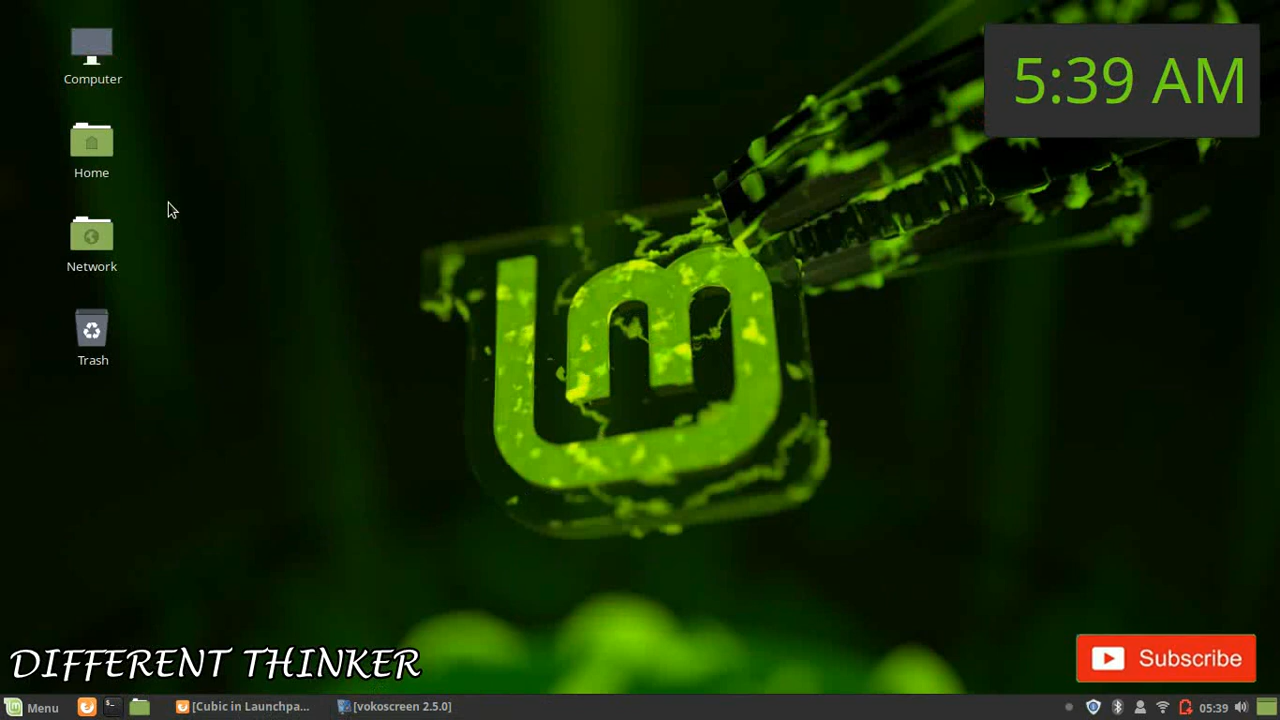 Computer
5:39 AM
Home
Network
Trash
DIFFERENT THINKER
Subscribe
Menu
[Cubic in Launchpa...
[vokoscreen 2.5.0]
05:39